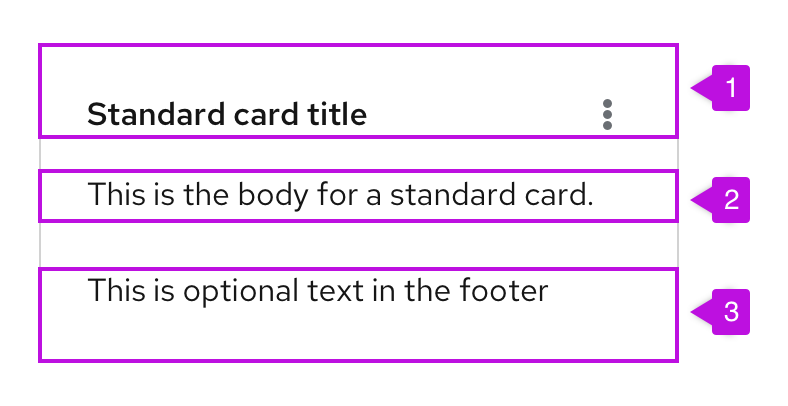 Standard card title
1
This is the body for a standard card.
2
This is optional text in the footer
3